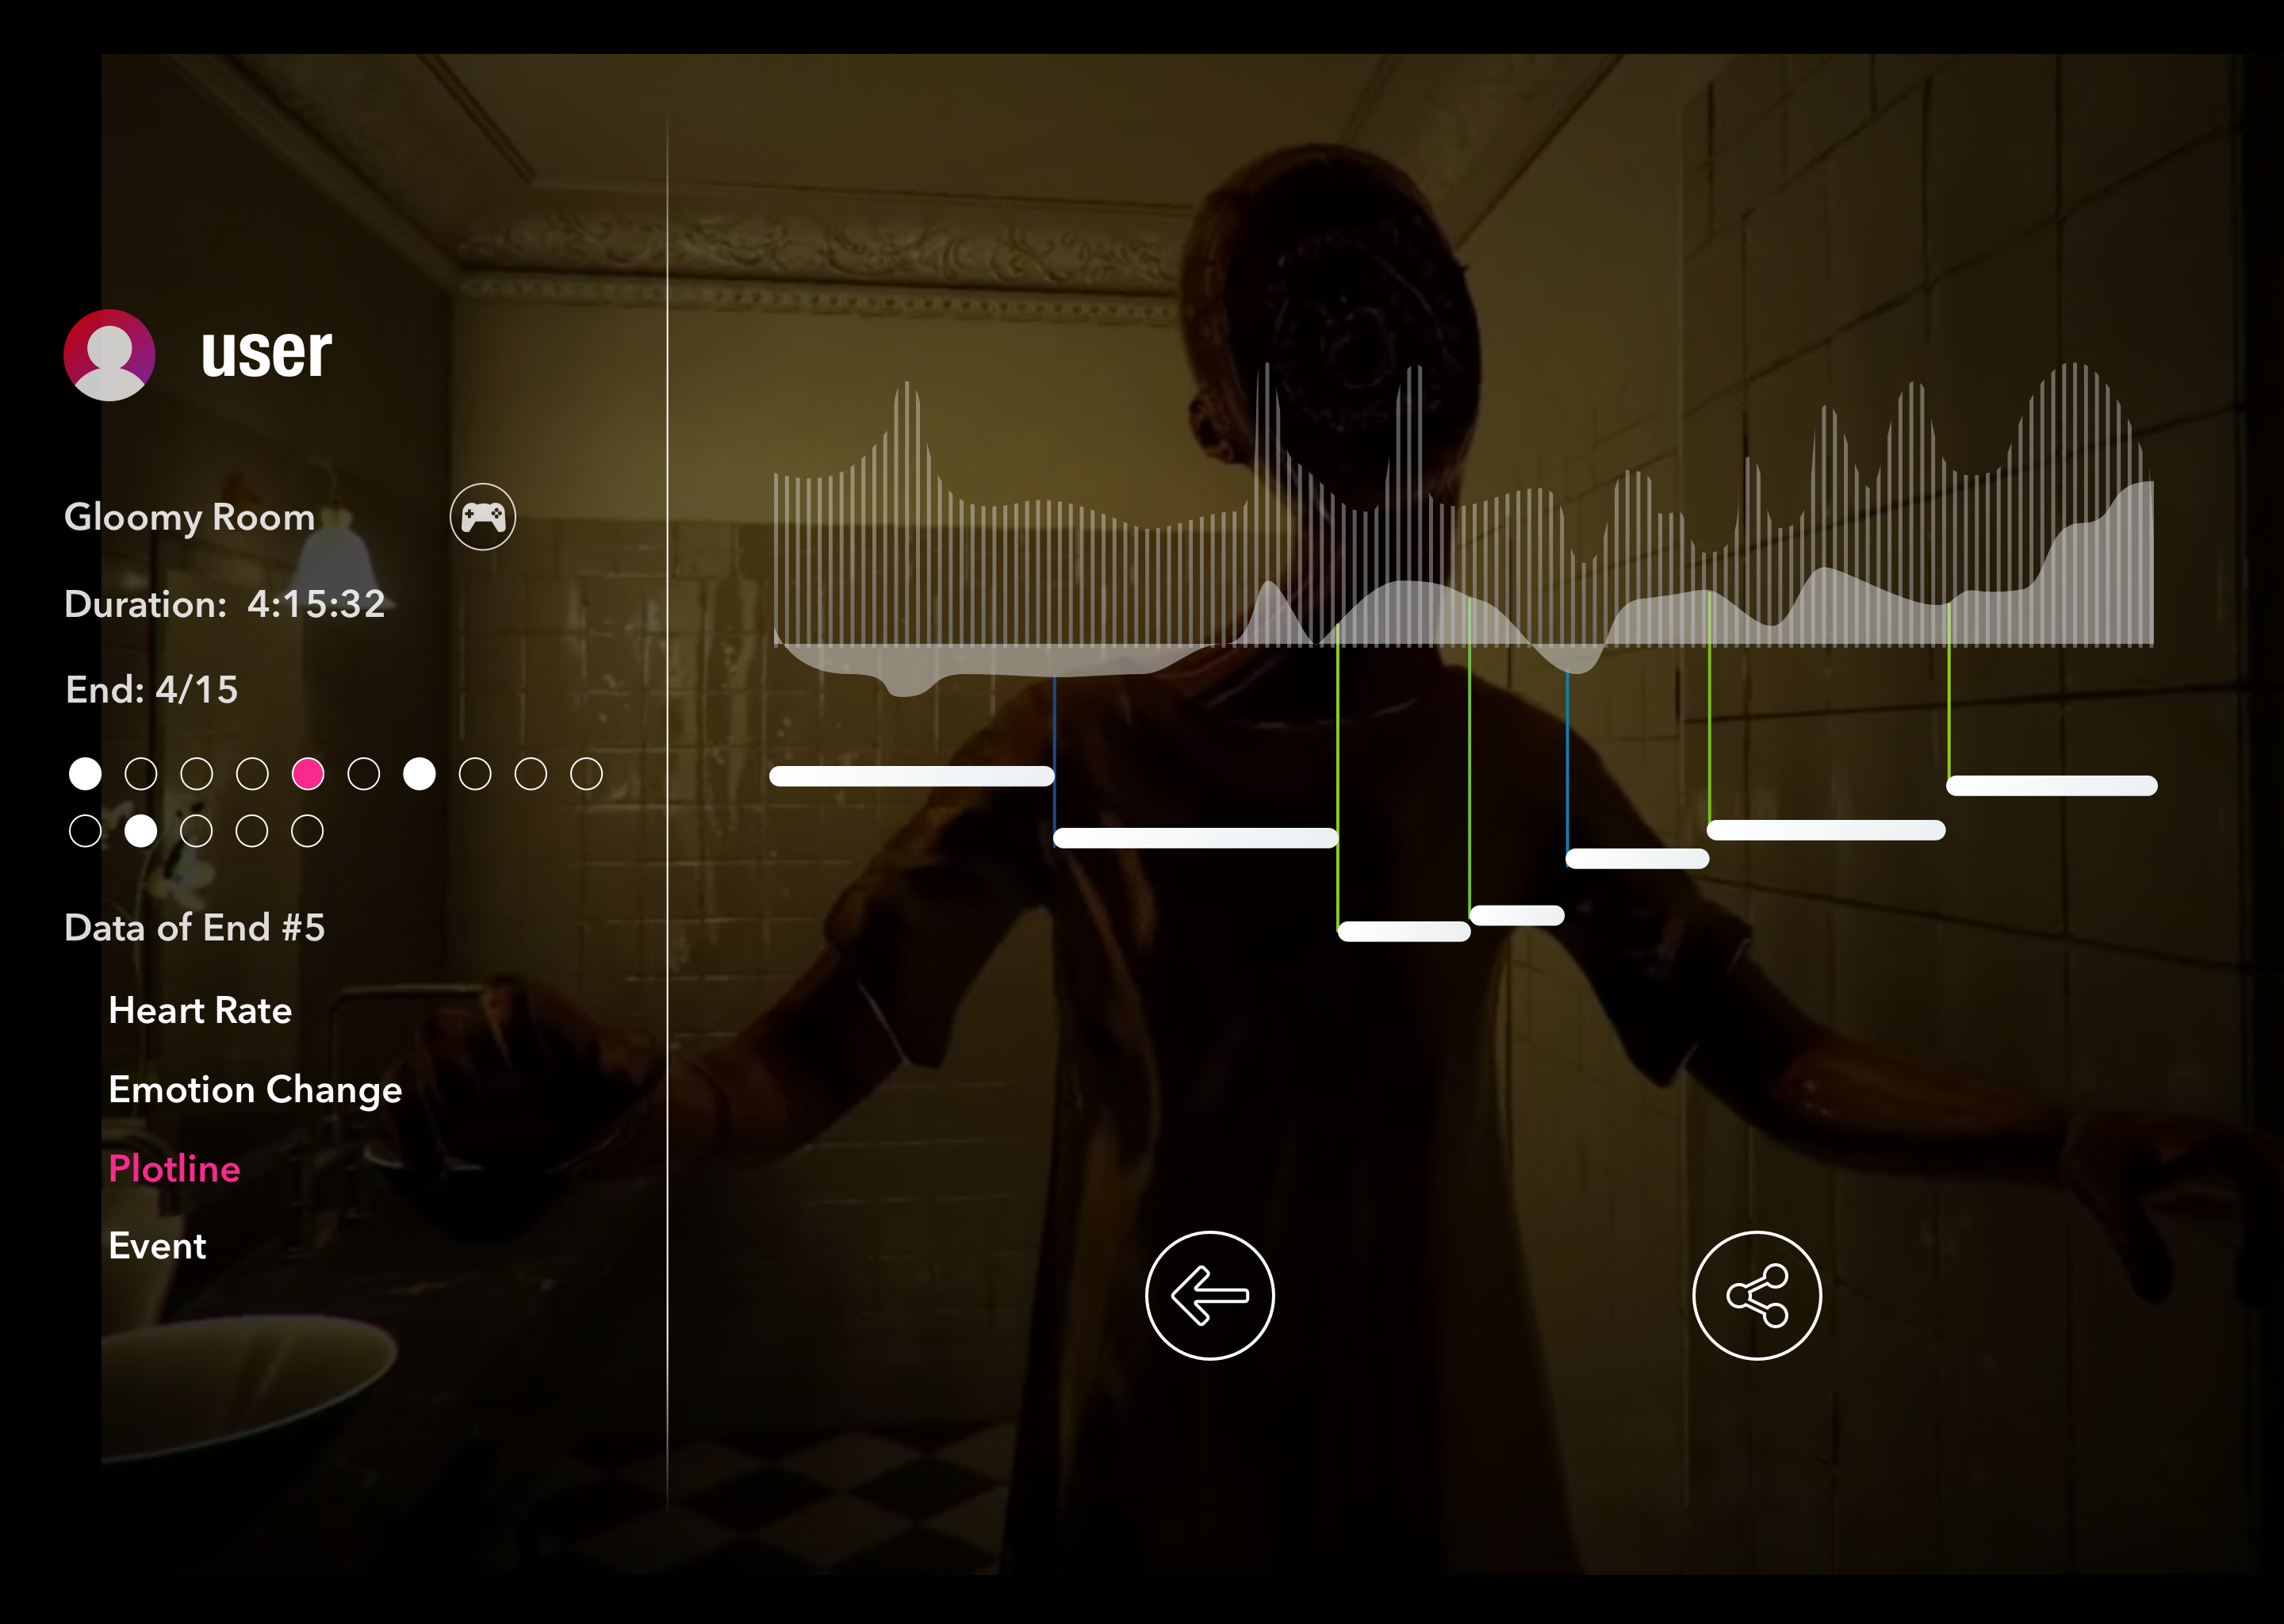 user
Gloomy Room
Duration: 4:15:32
End: 4/15
Data of End #5
Heart Rate
Emotion Change
Plotline
Event